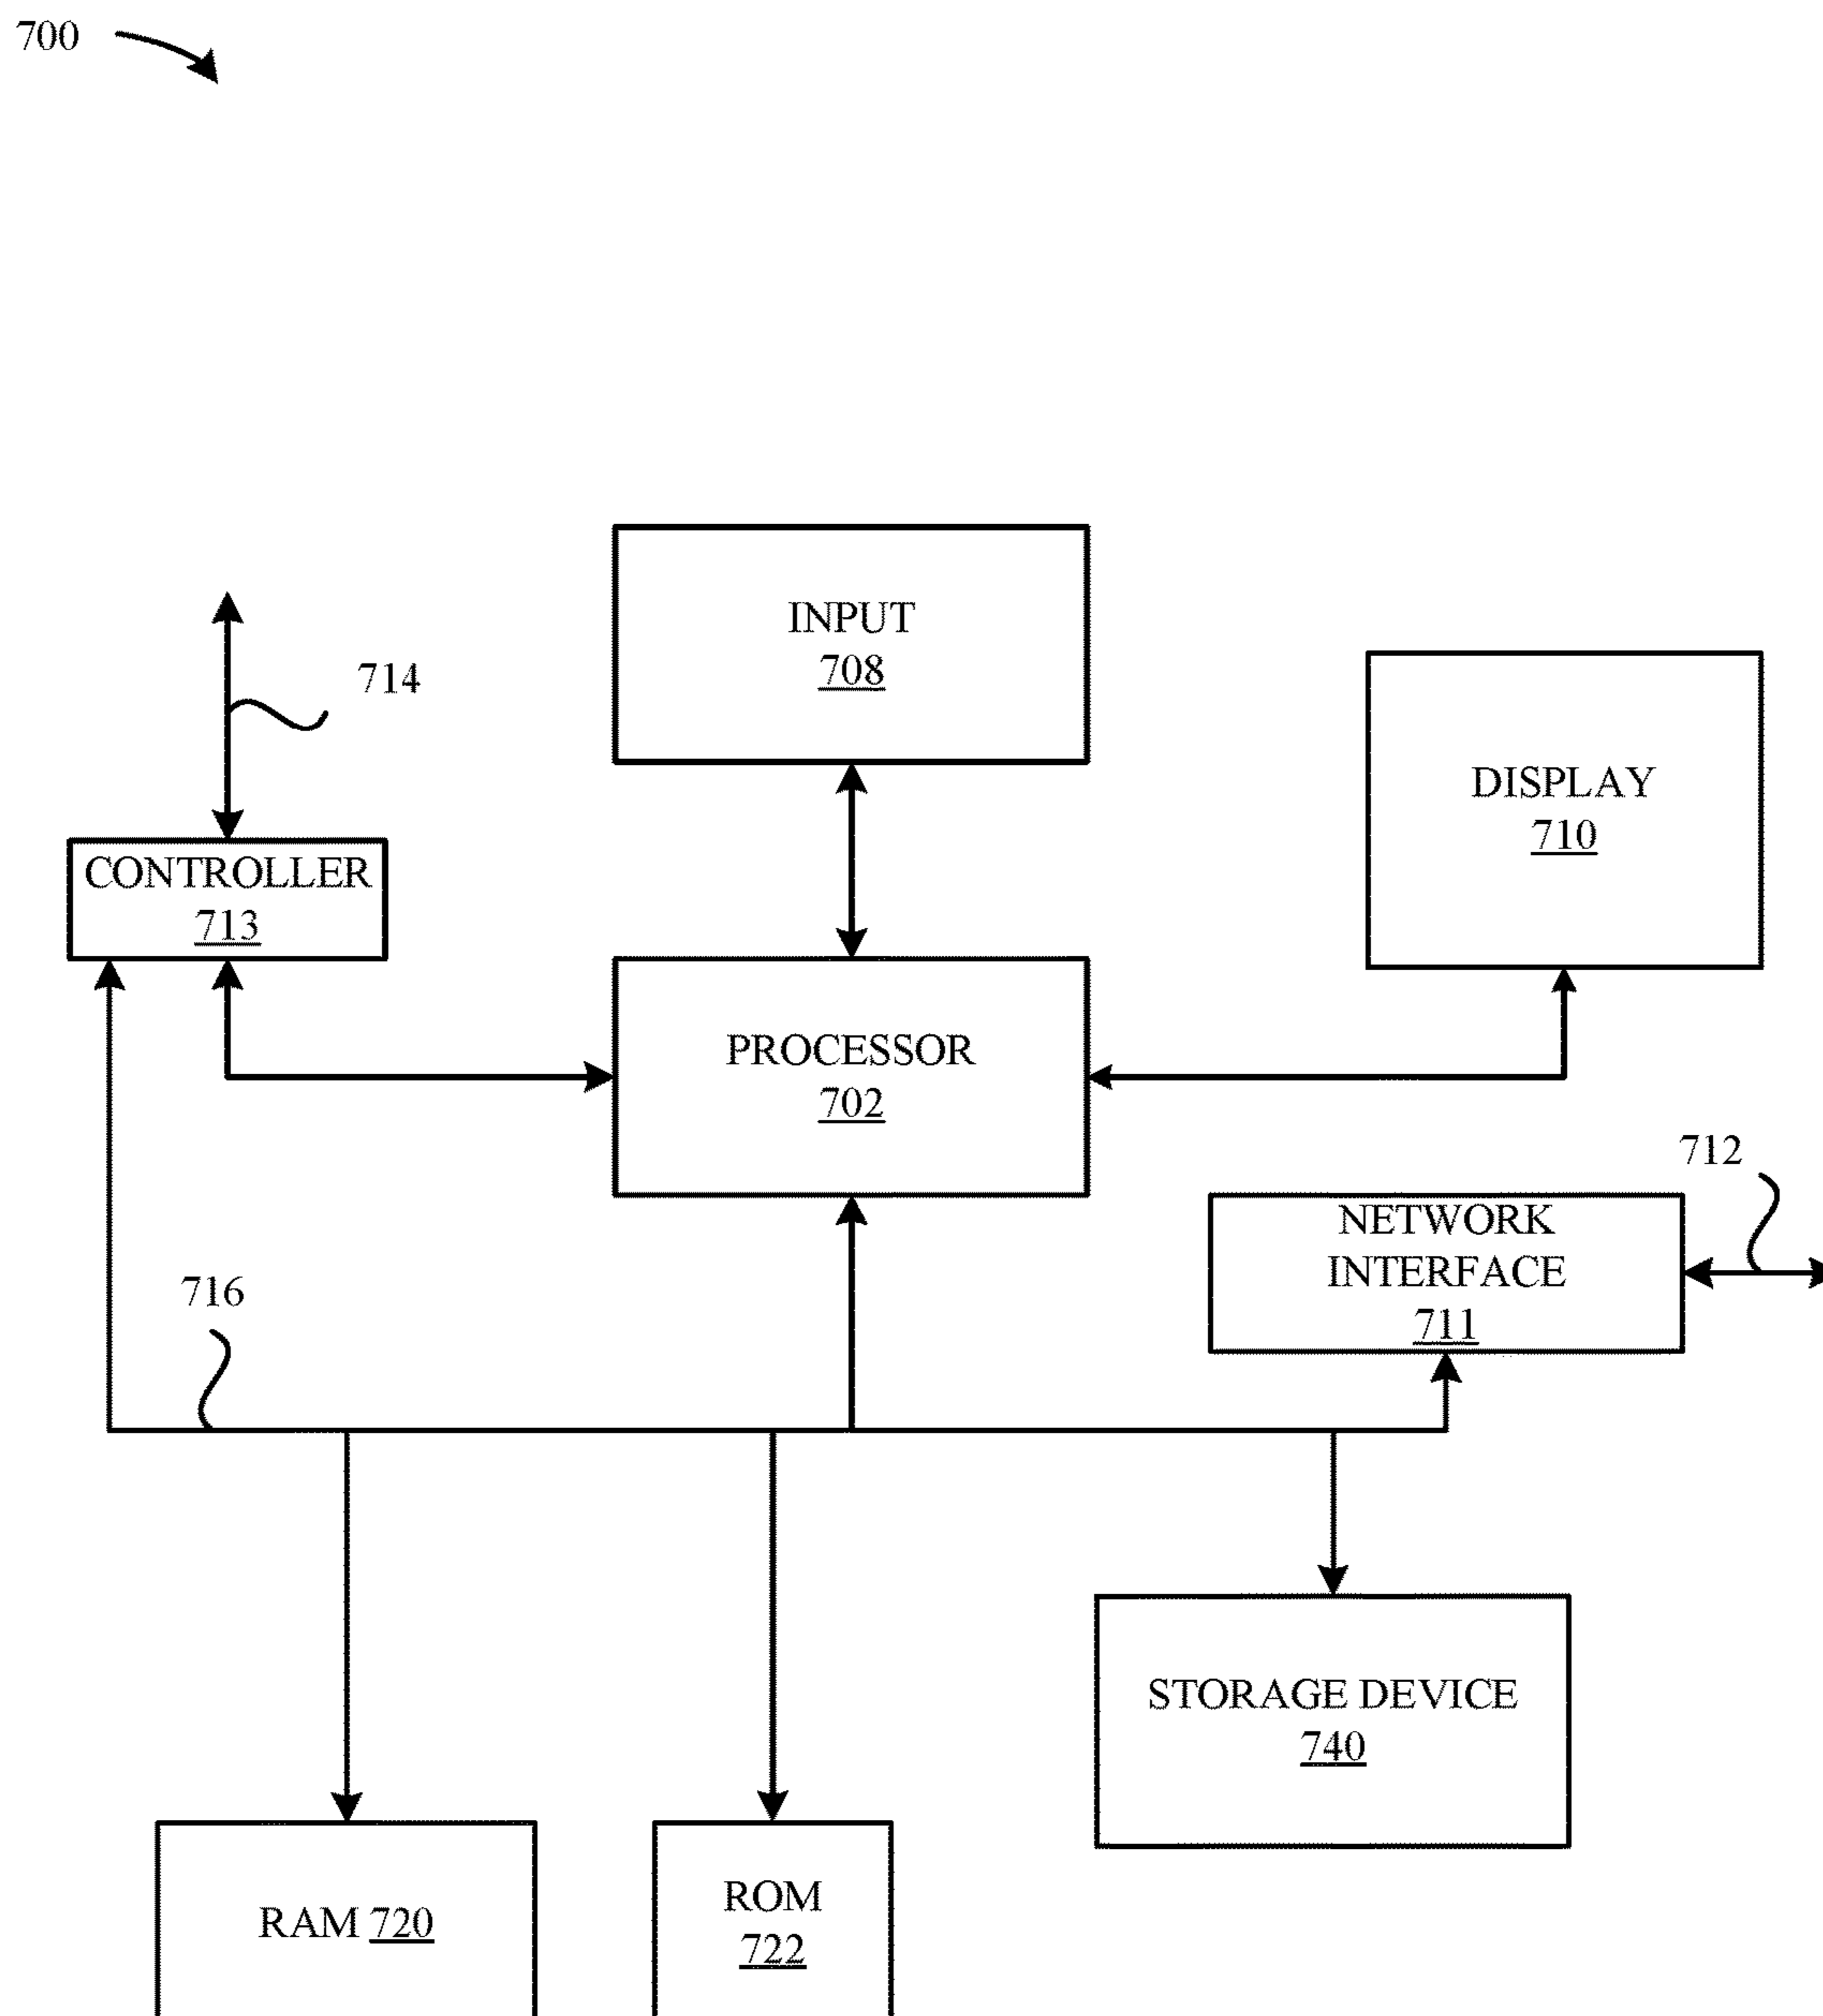 700
INPUT
708
714
DISPLAY
710
CONTROLLER
713
PROCESSOR
702
712
NETWORK
INTERFACE
711
716
STORAGE DEVICE
740
RAM 720
ROM
722